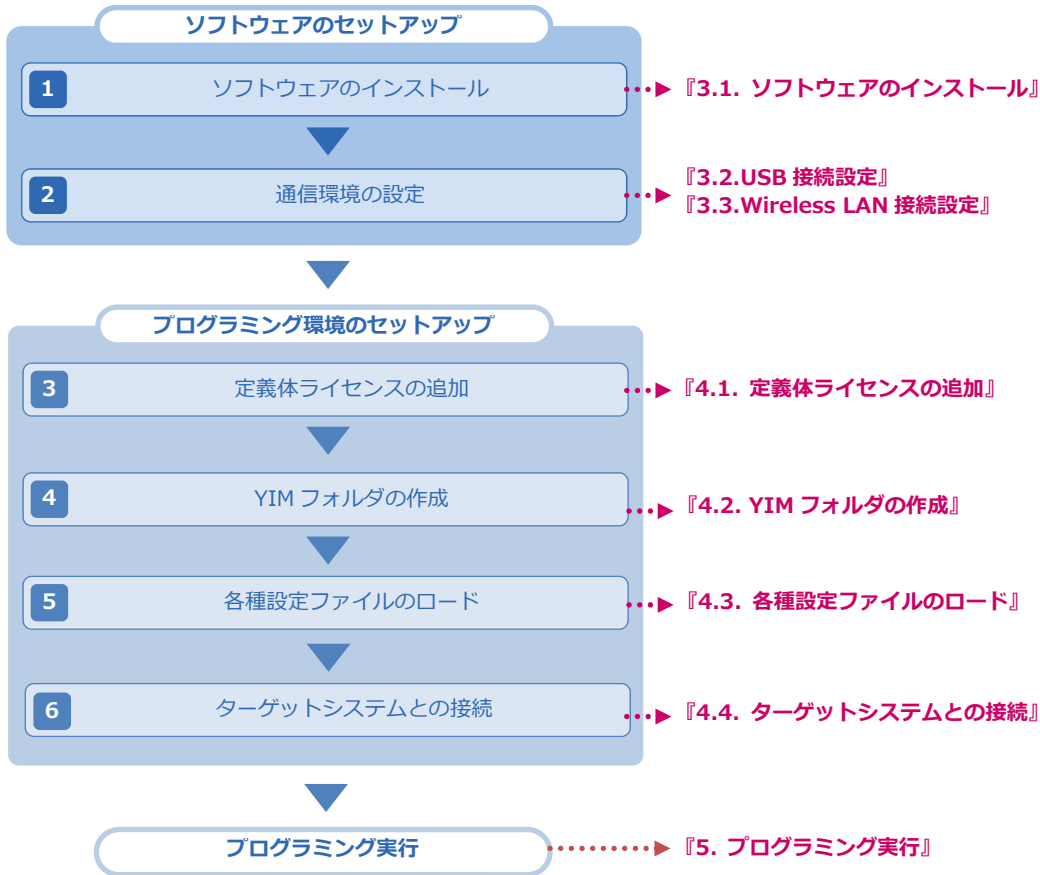 ソフトウェアのセットアップ
1 ソフトウェアのインストール 『3.1. ソフトウェアのインストール』
2 通信環境の設定 『3.2.USB 接続設定』
『3.3.Wireless LAN 接続設定』
プログラミング環境のセットアップ
3 定義体ライセンスの追加 『4.1. 定義体ライセンスの追加』
4 YIM フォルダの作成 『4.2. YIM フォルダの作成』
5 各種設定ファイルのロード 『4.3. 各種設定ファイルのロード』
6 ターゲットシステムとの接続 『4.4. ターゲットシステムとの接続』
プログラミング実行 『5. プログラミング実行』